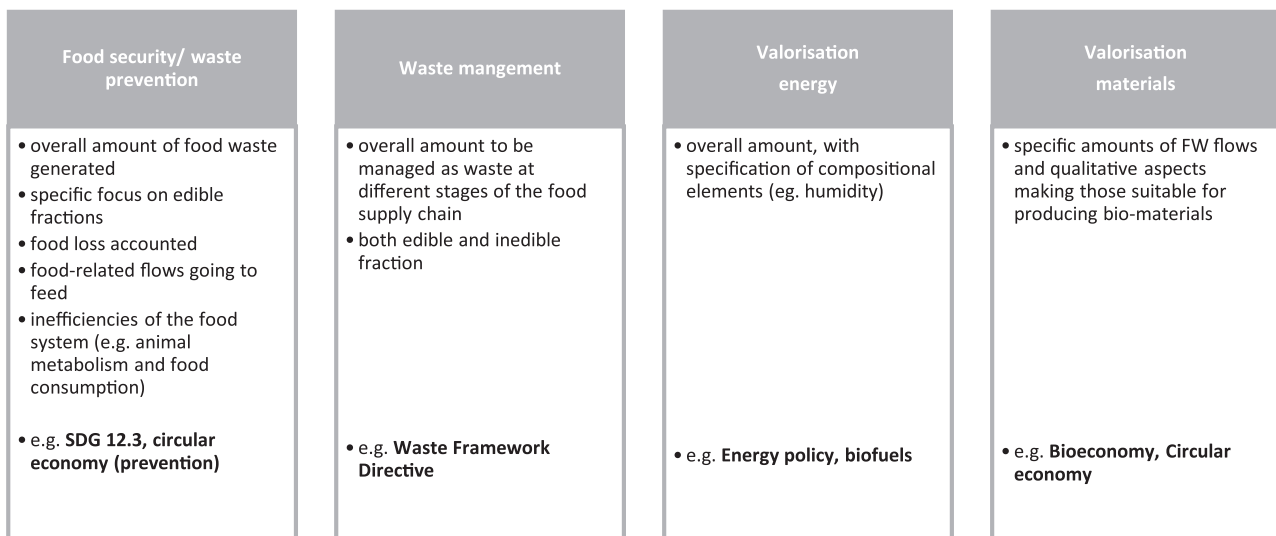 Food security/ waste
prevention
• overall amount of food waste
generated
• specific focus on edible
fractions
• food loss accounted
• food-related flows going to
feed
• inefficiencies of the food
system (e.g. animal
metabolism and food
consumption)
• e.g. SDG 12.3, circular
economy (prevention)
Waste mangement
• overall amount to be
managed as waste at
different stages of the food
supply chain
• both edible and inedible
fraction
• e.g. Waste Framework
Directive
Valorisation
energy
• overall amount, with
specification of compositional
elements (eg. humidity)
• e.g. Energy policy, biofuels
Valorisation
materials
• specific amounts of FW flows
and qualitative aspects
making those suitable for
producing bio-materials
• e.g. Bioeconomy, Circular
economy